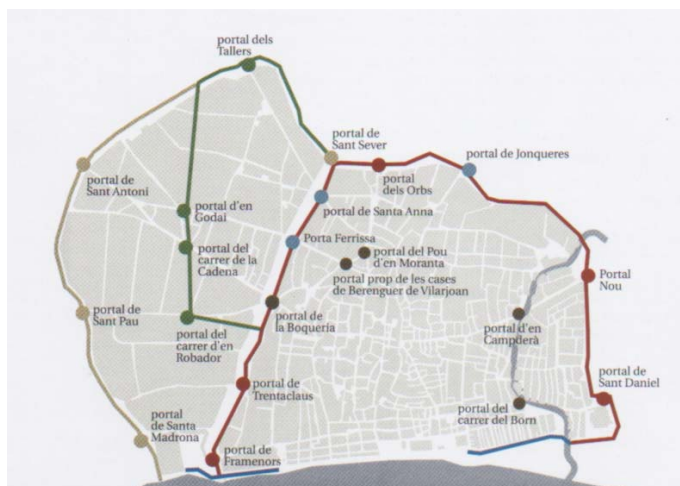 portal dels
Tallers
portal de
Sant Sever
portal de Jonqueres
portal
dels Orbs
portal de
Sant Antoni
portal d'en
Godai
portal de Santa Anna
Porta Ferrissa
portal del
carrer de la
Cadena
portal del Pou
d'en Moranta
portal prop de les cases
de Berenguer de Vilarjoan
Portal
Nou
portal de
Sant Pau
portal de
la Boqueria
portal d'en
Campderà
portal del
carrer d'en
Robador
portal de
Trentaclaus
portal de
Sant Daniel
portal del
carrer del Born
portal
de Santa
Madrona
portal de
Framenors